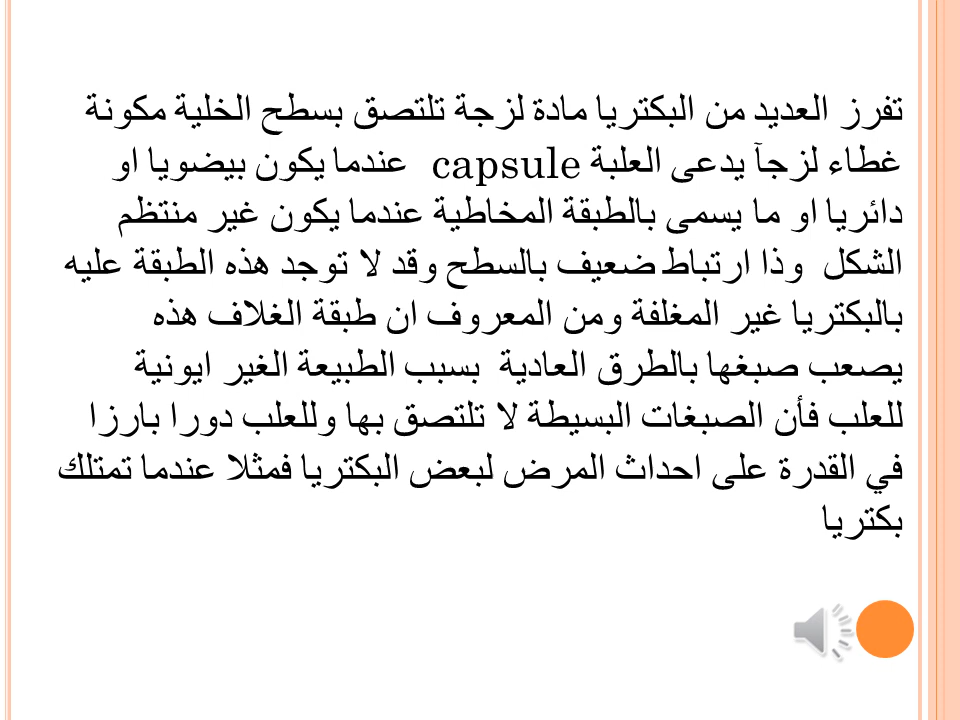 تفرز العديد من البكتريا مادة لزجة تلتصق بسطح الخلية مكونة
غطاء لزجآ يدعى العلبة capsule عندما يكون بيضويا او
دائريا او ما يسمى بالطبقة المخاطية عندما يكون غير منتظم
الشكل وذا ارتباط ضعيف بالسطح وقد لا توجد هذه الطبقة عليه
بالبكتريا غير المغلفة ومن المعروف ان طبقة الغلاف هذه
يصعب صبغها بالطرق العادية بسبب الطبيعة الغير ايونية
للعلب فأن الصبغات البسيطة لا تلتصق بها وللعلب دورا بارزا
في القدرة على احداث المرض لبعض البكتريا فمثلا عندما تمتلك
بكتريا